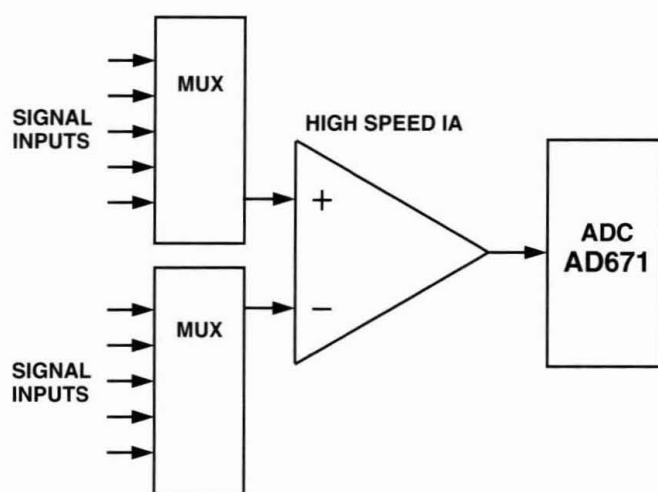 MUX
SIGNAL
INPUTS
HIGH SPEED IA
+
ADC
AD671
−
MUX
SIGNAL
INPUTS